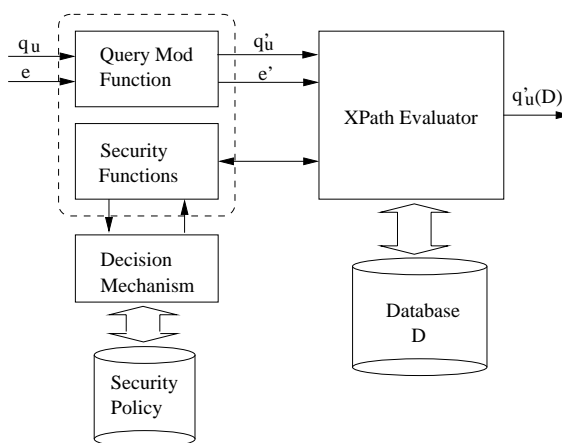 q_u
e
Query Mod
Function
q'_u
e'
XPath Evaluator
q'_u(D)
Security
Functions
Decision
Mechanism
Database
D
Security
Policy